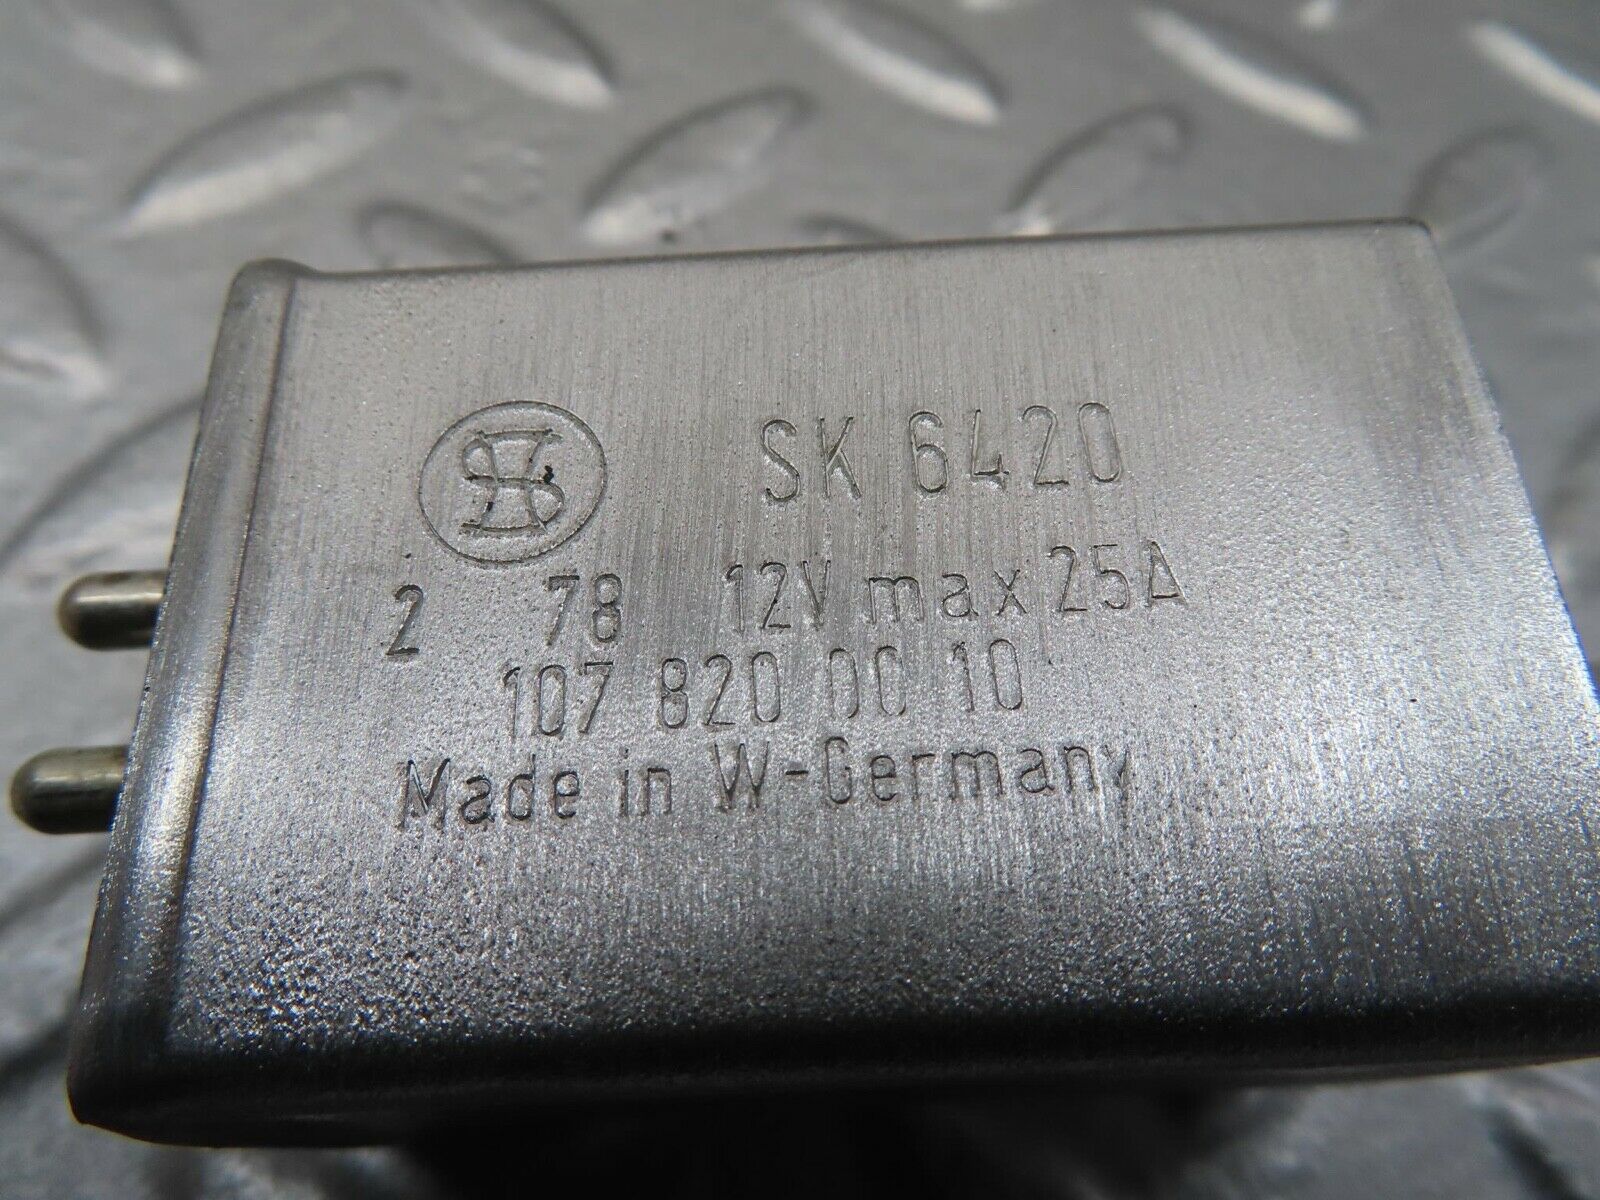 SK 6420
2 78 12V max 25A
107 820 00 10
Made in W-Germany